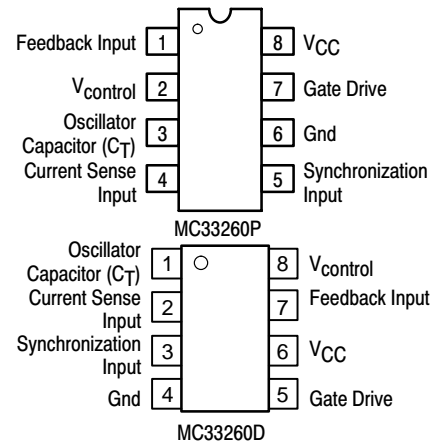 Feedback Input 1 8 VCC
Vcontrol 2 7 Gate Drive
Oscillator
Capacitor (CT) 3 6 Gnd
Current Sense
Input 4 5 Synchronization
Input
MC33260P
Oscillator
Capacitor (CT) 1 8 Vcontrol
Current Sense
Input 2 7 Feedback Input
Synchronization
Input 3 6 VCC
Gnd 4 5 Gate Drive
MC33260D